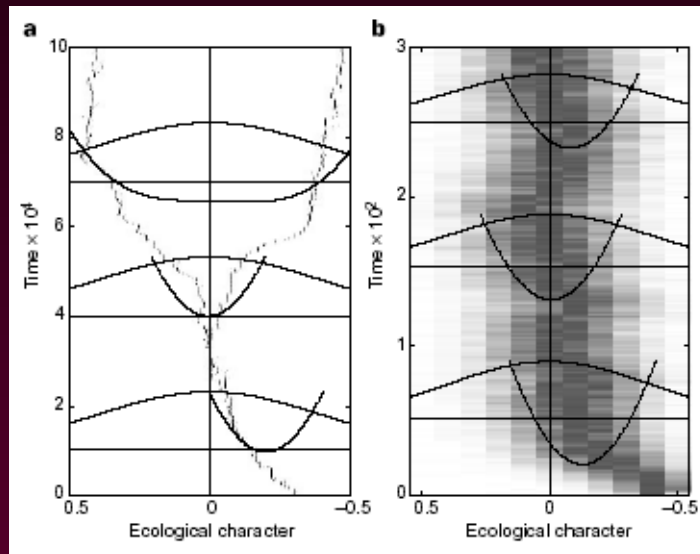 a
10
8
6
4
2
0
Time × 10⁴
0.5 0 –0.5
Ecological character
b
3
2
1
0
Time × 10²
0.5 0 –0.5
Ecological character